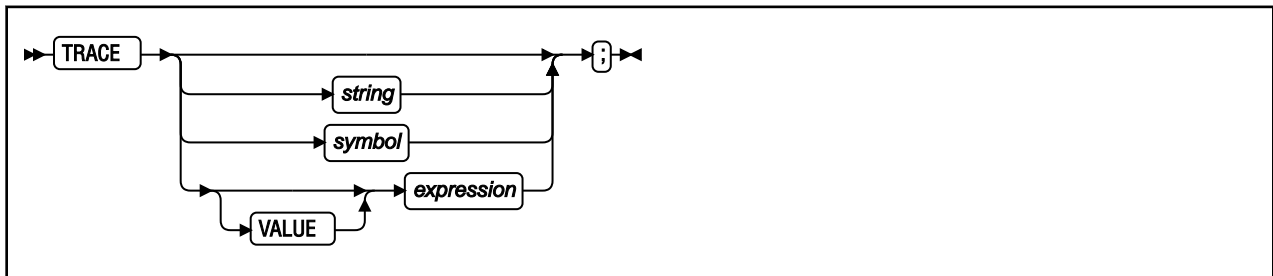 TRACE ;
string
symbol
expression
VALUE